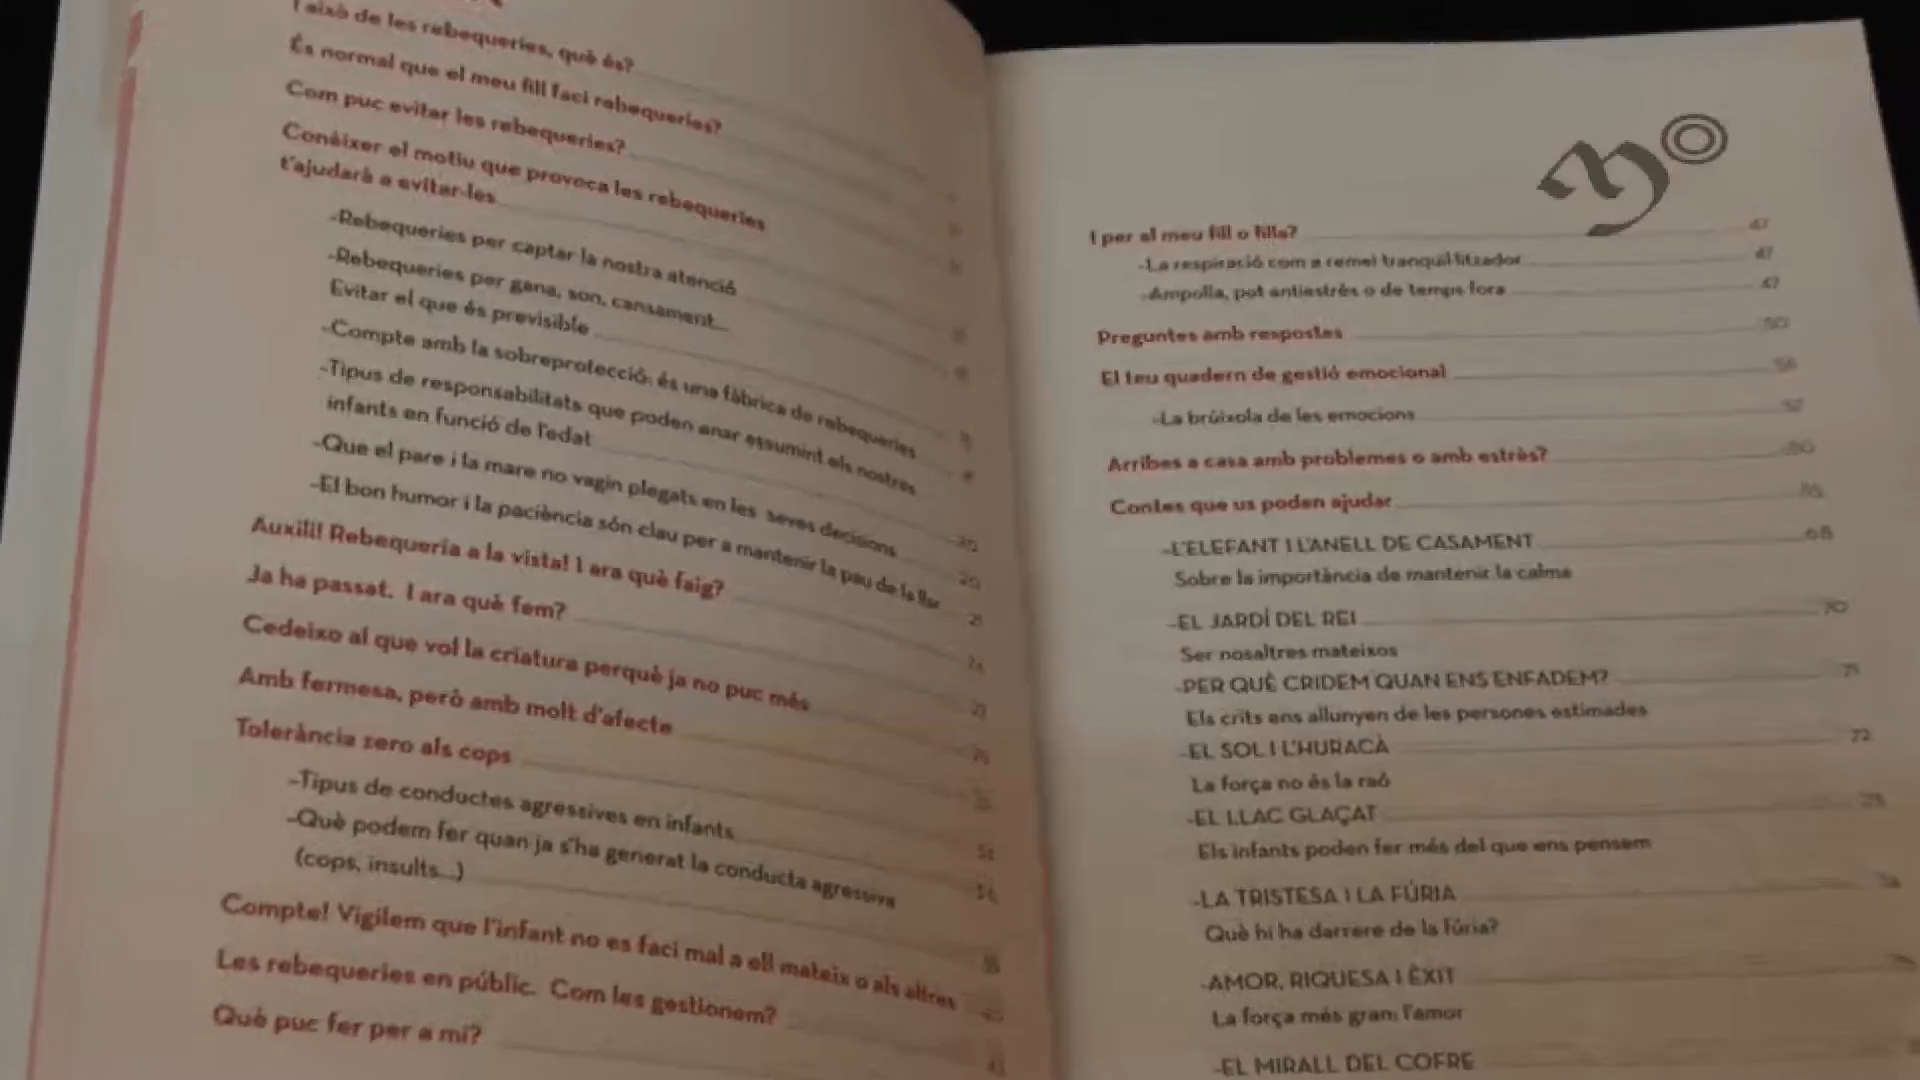 I això de les rebequeries, què és?
És normal que el meu fill faci rebequeries?
Com puc evitar les rebequeries?
Conèixer el motiu que provoca les rebequeries
t'ajudarà a evitar-les
-Rebequeries per captar la nostra atenció
-Rebequeries per gana, son, cansament...
Evitar el que és previsible
-Compte amb la sobreprotecció: és una fàbrica de rebequeries
-Tipus de responsabilitats que poden anar assumint els nostres
infants en funció de l'edat
-Que el pare i la mare no vagin plegats en les seves decisions 20
-El bon humor i la paciència són clau per a mantenir la pau de la llar
Auxili! Rebequeria a la vista! I ara què faig?
Ja ha passat. I ara què fem?
Cedeixo al que vol la criatura perquè ja no puc més
Amb fermesa, però amb molt d'afecte
Tolerància zero als cops
-Tipus de conductes agressives en infants
-Què podem fer quan ja s'ha generat la conducta agressiva
(cops, insults...)
Compte! Vigilem que l'infant no es faci mal a ell mateix o als altres
Les rebequeries en públic. Com les gestionem?
Què puc fer per a mi?
I per al meu fill o filla? 47
-La respiració com a remei tranquil·litzador 47
-Ampolla, pot antiestrès o de temps fora 47
Preguntes amb respostes 50
El teu quadern de gestió emocional 56
-La brúixola de les emocions 57
Arribes a casa amb problemes o amb estrès? 60
Contes que us poden ajudar
-L'ELEFANT I L'ANELL DE CASAMENT 68
Sobre la importància de mantenir la calma
-EL JARDÍ DEL REI 70
Ser nosaltres mateixos
-PER QUÈ CRIDEM QUAN ENS ENFADEM? 71
Els crits ens allunyen de les persones estimades
-EL SOL I L'HURACÀ 72
La força no és la raó
-EL LLAC GLAÇAT 73
Els infants poden fer més del que ens pensem
-LA TRISTESA I LA FÚRIA 74
Què hi ha darrere de la fúria?
-AMOR, RIQUESA I ÈXIT
La força més gran: l'amor
-EL MIRALL DEL COFRE